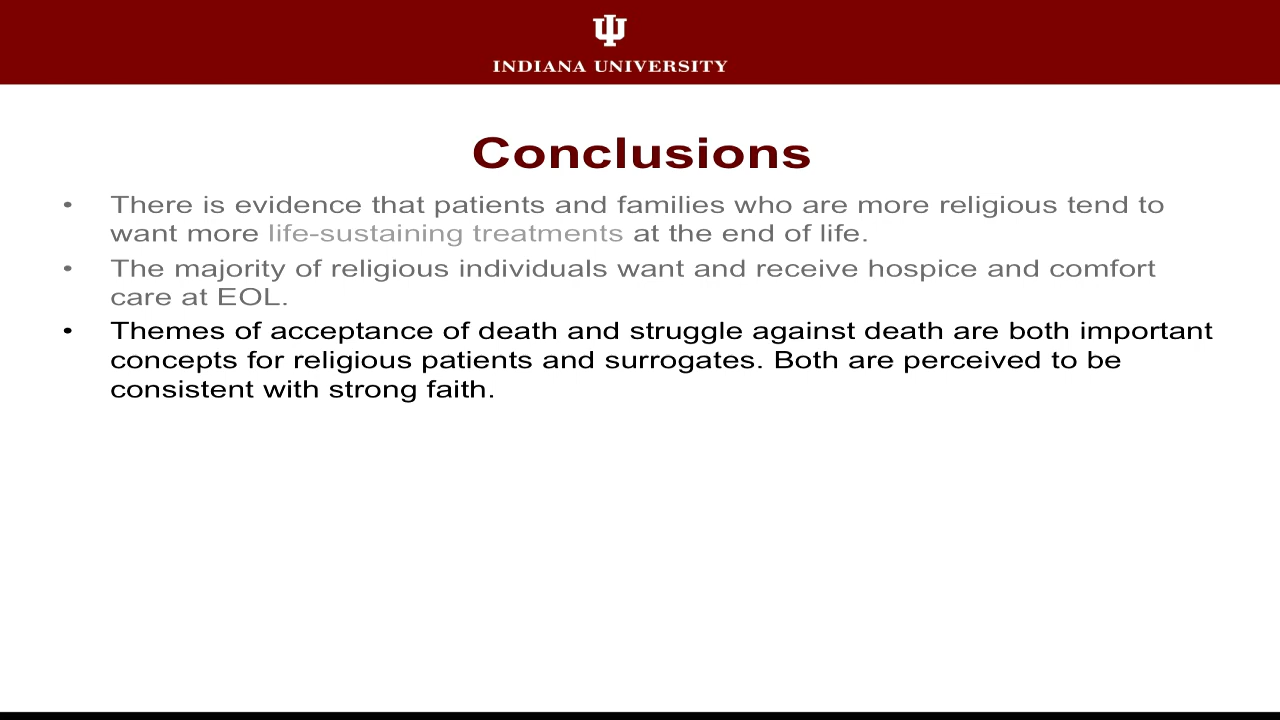 INDIANA UNIVERSITY
Conclusions
• There is evidence that patients and families who are more religious tend to
want more life-sustaining treatments at the end of life.
• The majority of religious individuals want and receive hospice and comfort
care at EOL.
• Themes of acceptance of death and struggle against death are both important
concepts for religious patients and surrogates. Both are perceived to be
consistent with strong faith.